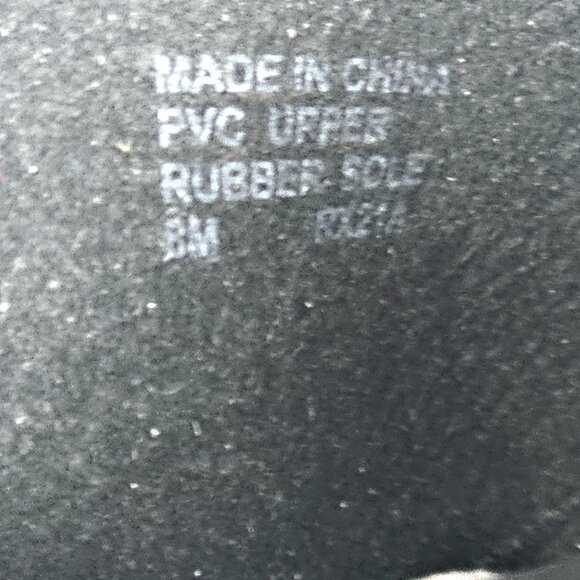 MADE IN CHINA
PVC UPPER
RUBBER SOLE
8M